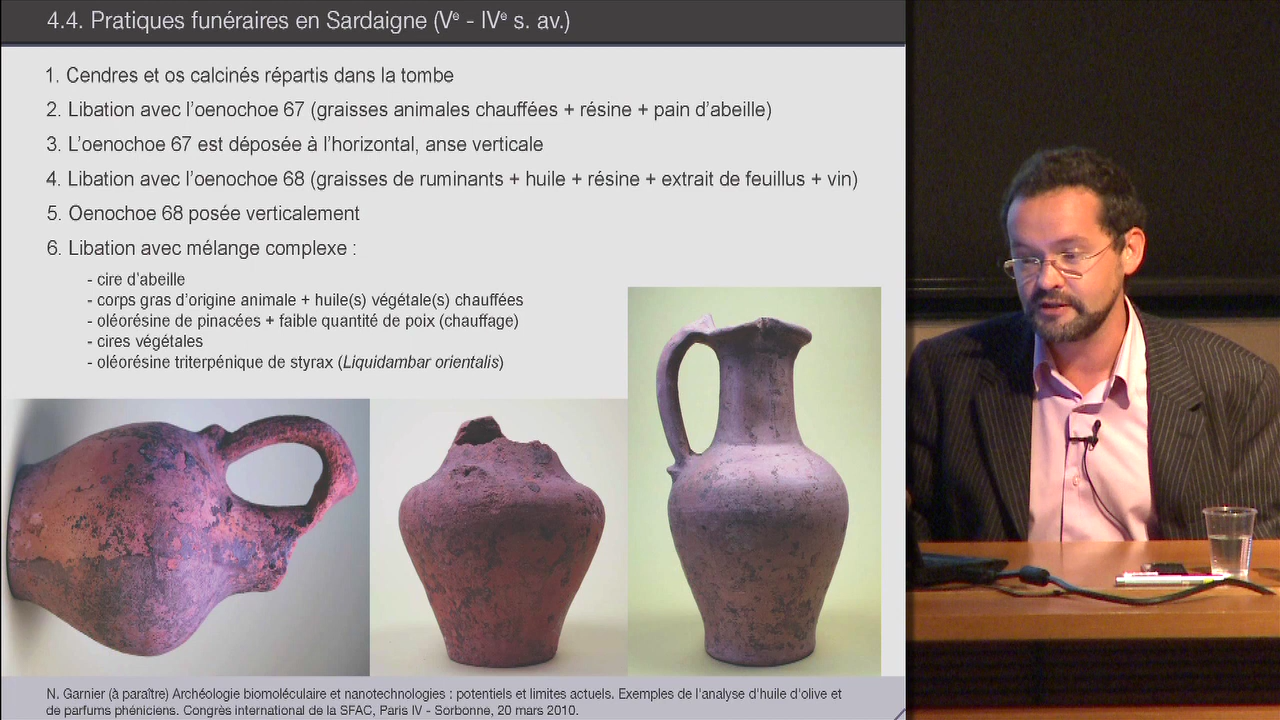 4.4. Pratiques funéraires en Sardaigne (Vᵉ - IVᵉ s. av.)
1. Cendres et os calcinés répartis dans la tombe
2. Libation avec l'oenochoe 67 (graisses animales chauffées + résine + pain d'abeille)
3. L'oenochoe 67 est déposée à l'horizontal, anse verticale
4. Libation avec l'oenochoe 68 (graisses de ruminants + huile + résine + extrait de feuillus + vin)
5. Oenochoe 68 posée verticalement
6. Libation avec mélange complexe :
- cire d'abeille
- corps gras d'origine animale + huile(s) végétale(s) chauffées
- oléorésine de pinacées + faible quantité de poix (chauffage)
- cires végétales
- oléorésine triterpénique de styrax (Liquidambar orientalis)
N. Garnier (à paraître) Archéologie biomoléculaire et nanotechnologies : potentiels et limites actuels. Exemples de l'analyse d'huile d'olive et
de parfums phéniciens. Congrès international de la SFAC, Paris IV - Sorbonne, 20 mars 2010.